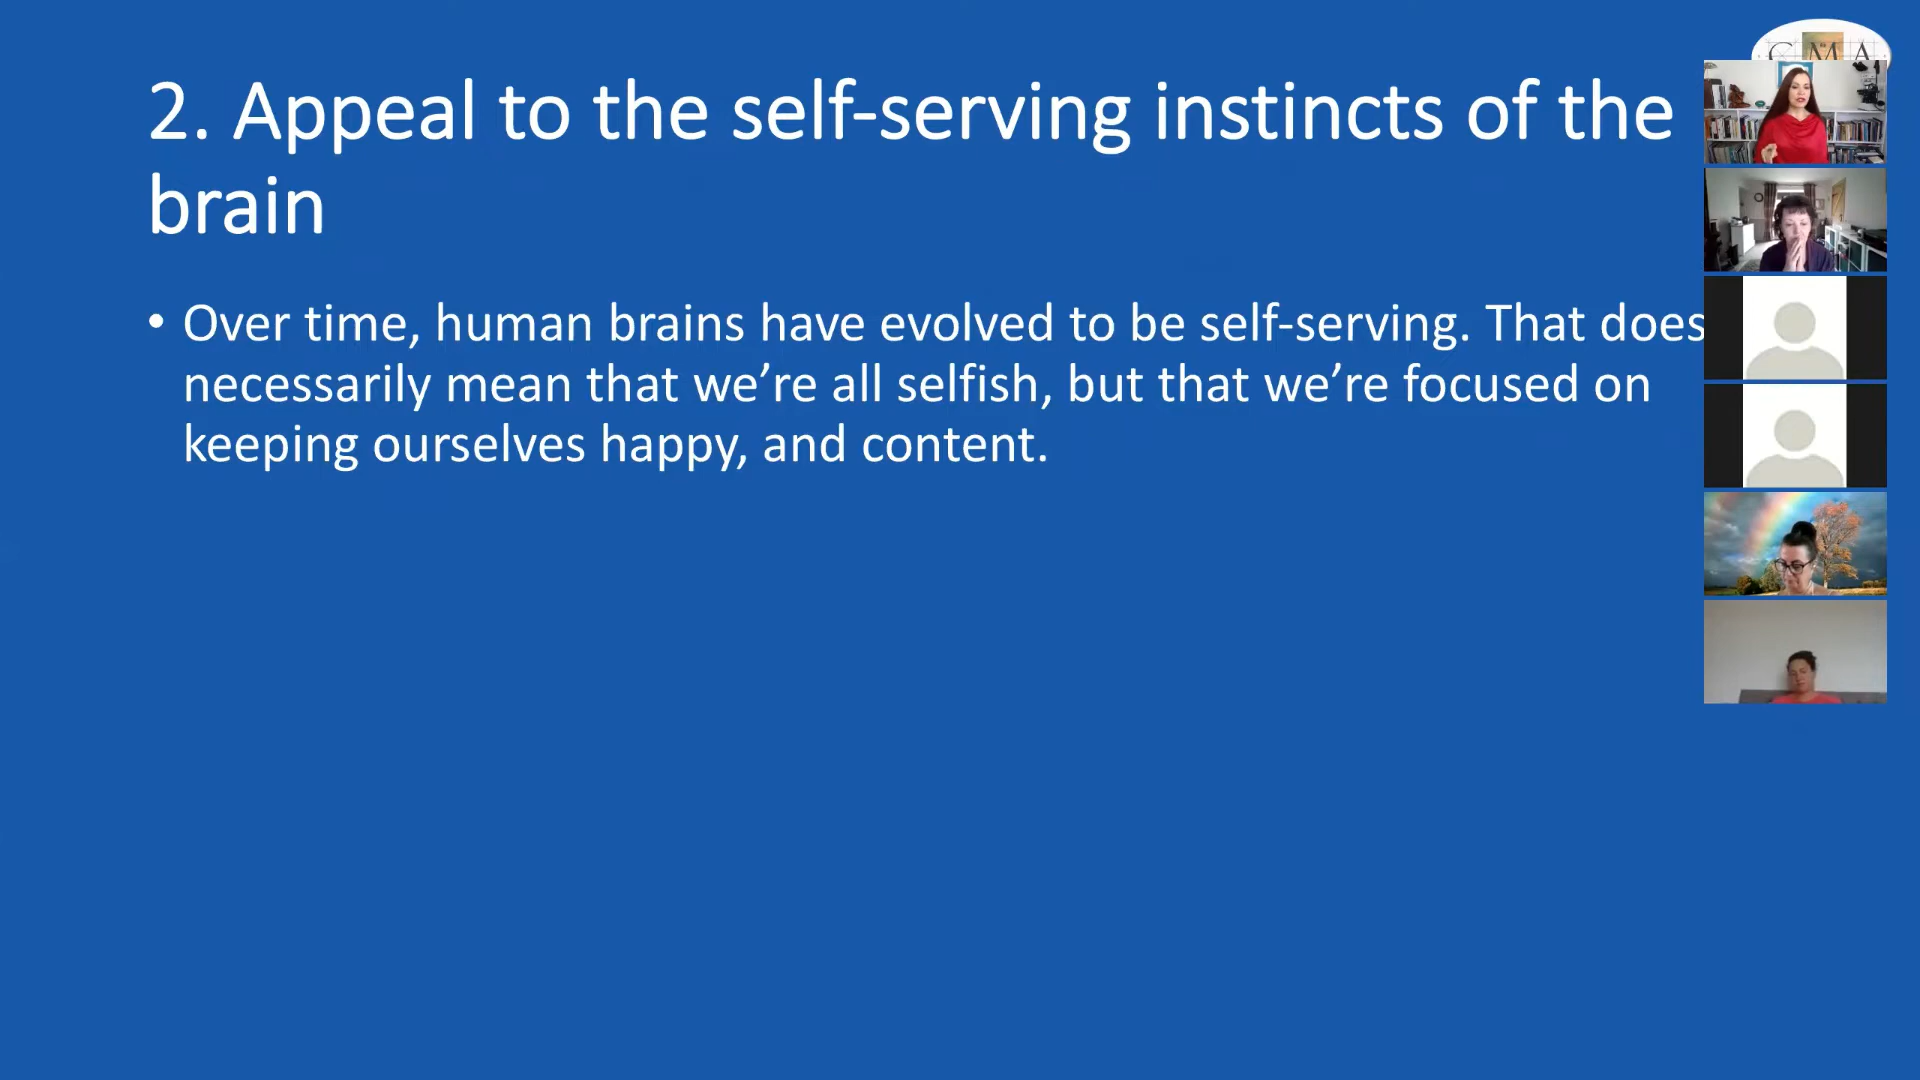 CMA
2. Appeal to the self-serving instincts of the
brain
• Over time, human brains have evolved to be self-serving. That does
necessarily mean that we’re all selfish, but that we’re focused on
keeping ourselves happy, and content.